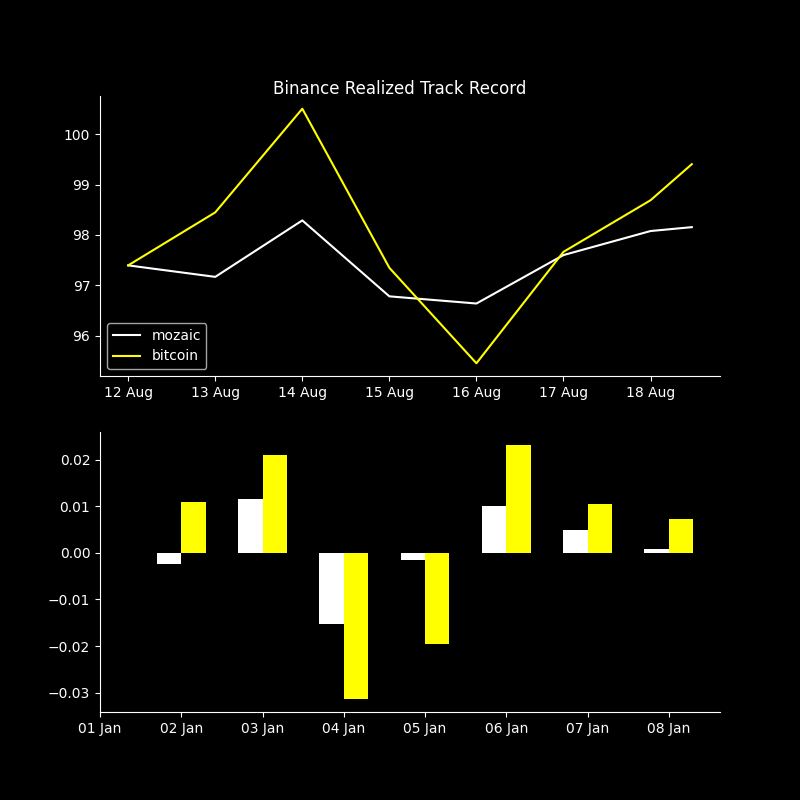 Binance Realized Track Record
100
99
98
97
96
mozaic
bitcoin
12 Aug 13 Aug 14 Aug 15 Aug 16 Aug 17 Aug 18 Aug
0.02
0.01
0.00
−0.01
−0.02
−0.03
01 Jan 02 Jan 03 Jan 04 Jan 05 Jan 06 Jan 07 Jan 08 Jan